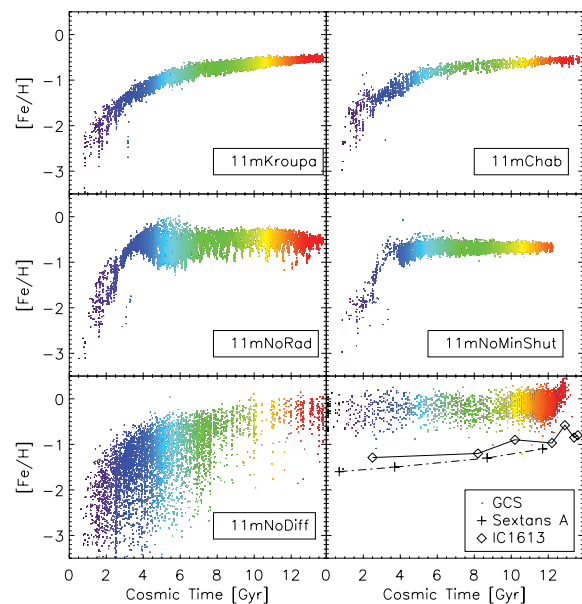 0
−1
−2
−3
[Fe/H]
11mKroupa
11mChab
0
−1
−2
−3
[Fe/H]
11mNoRad
11mNoMinShut
0
−1
−2
−3
[Fe/H]
11mNoDiff
GCS
Sextans A
IC1613
0 2 4 6 8 10 12
0 2 4 6 8 10 12
Cosmic Time [Gyr]
Cosmic Time [Gyr]